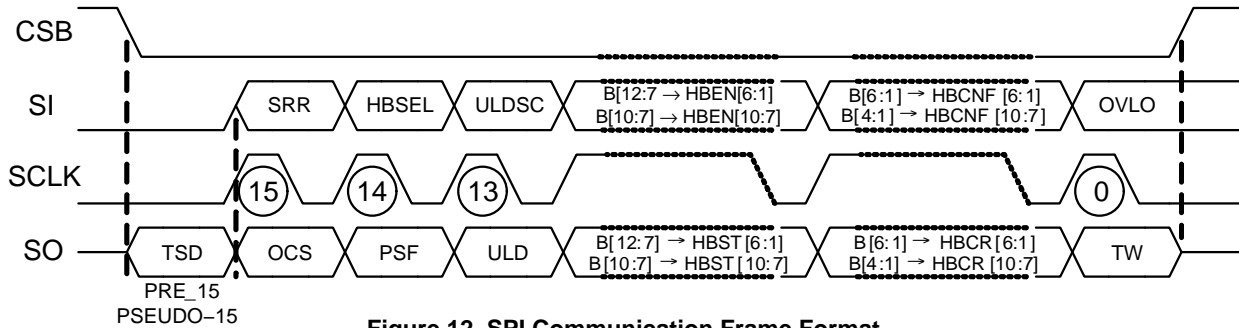 CSB
SI SRR HBSEL ULDSC B[12:7 → HBEN[6:1] B[6:1] → HBCNF [6:1] OVLO
B[10:7] → HBEN[10:7] B[4:1] → HBCNF [10:7]
SCLK 15 14 13 0
SO TSD OCS PSF ULD B[12:7] → HBST[6:1] B[6:1] → HBCR[6:1] TW
B[10:7] → HBST[10:7] B[4:1] → HBCR [10:7]
PRE_15
PSEUDO−15
Figure 12. SPI Communication Frame Format